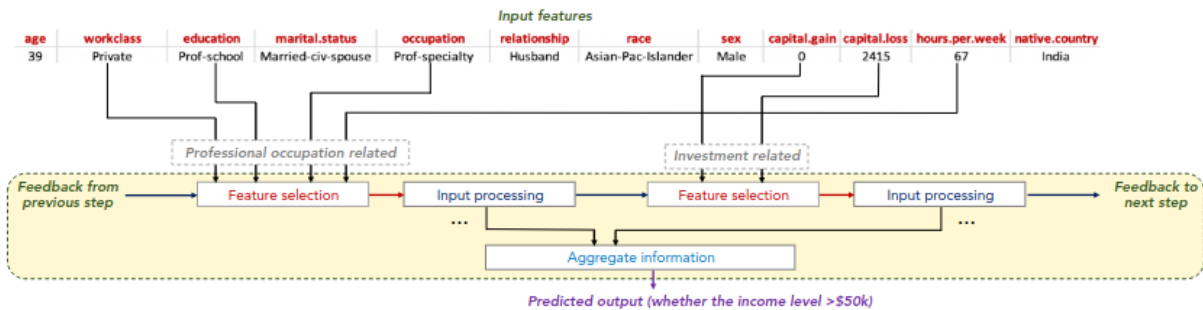 Input features
age workclass education marital.status occupation relationship race sex capital.gain capital.loss hours.per.week native.country
39 Private Prof-school Married-civ-spouse Prof-specialty Husband Asian-Pac-Islander Male 0 2415 67 India
Professional occupation related Investment related
Feedback from
previous step
Feature selection Input processing Feature selection Input processing
Feedback to
next step
... ...
Aggregate information
Predicted output (whether the income level >$50k)